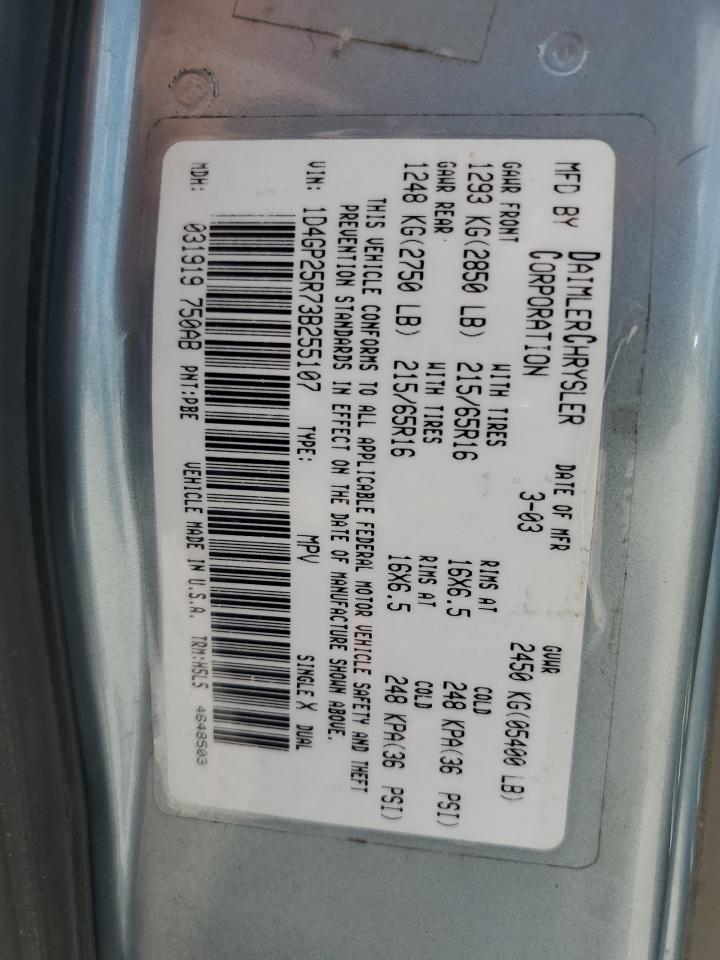 MFD BY DAIMLERCHRYSLER CORPORATION
DATE OF MFR 3-03
GVWR 2450 KG(05400 LB)
GAWR FRONT WITH TIRES RIMS AT COLD
1293 KG(2850 LB) 215/65R16 16X6.5 248 KPA(36 PSI)
GAWR REAR WITH TIRES RIMS AT COLD
1248 KG(2750 LB) 215/65R16 16X6.5 248 KPA(36 PSI)
THIS VEHICLE CONFORMS TO ALL APPLICABLE FEDERAL MOTOR VEHICLE SAFETY AND THEFT
PREVENTION STANDARDS IN EFFECT ON THE DATE OF MANUFACTURE SHOWN ABOVE.
VIN: 1D4GP25R73B255107 TYPE: MPV SINGLE X DUAL
MDH: 031919 750AB PNT:PBE VEHICLE MADE IN U.S.A. TRM:H5L5 4648503